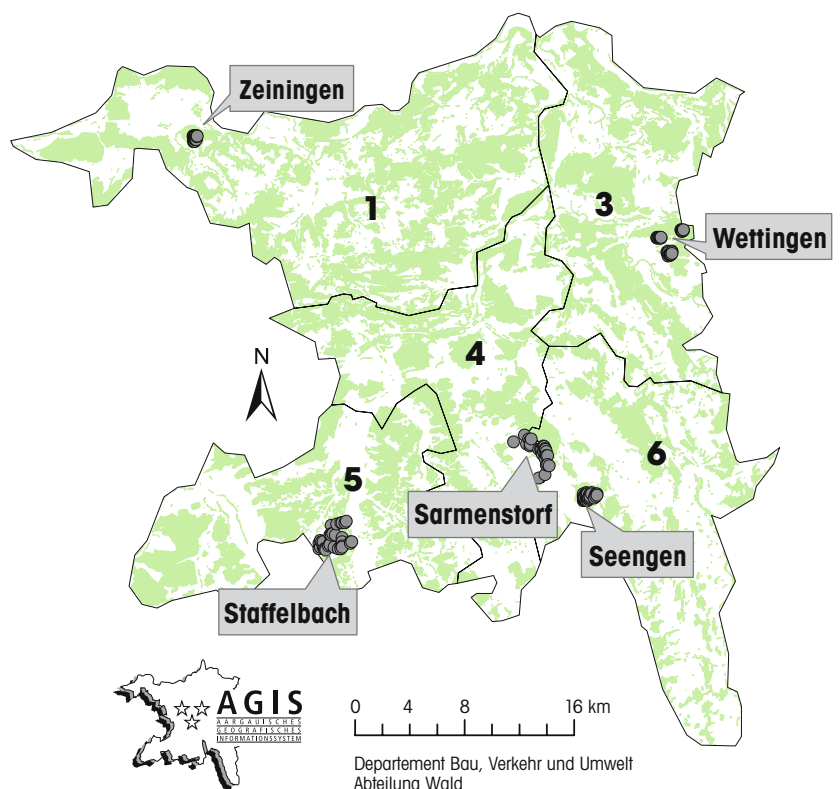 Zeiningen
1
3
Wettingen
N
4
5
6
Sarmenstorf
Seengen
Staffelbach
AGIS
AARGAUISCHES
GEOGRAFISCHES
INFORMATIONSSYSTEM
0 4 8 16 km
Departement Bau, Verkehr und Umwelt
Abteilung Wald